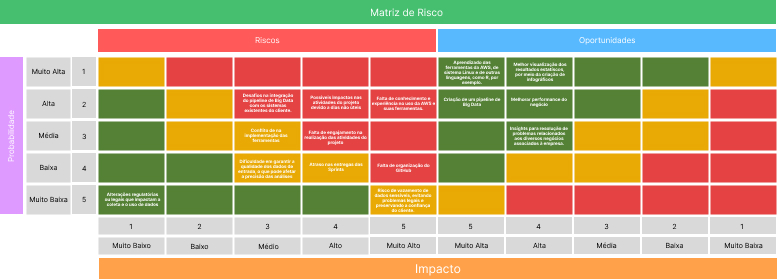 Matriz de Risco
Riscos
Oportunidades
Probabilidade
Muito Alta
1
Aprendizado das
ferramentas da AWS, de
sistema Linux e de outras
linguagens, como R, por
exemplo.
Melhor visualização dos
resultados estatísticos,
por meio da criação de
infográficos
Alta
2
Desafios na integração
do pipeline de Big Data
com os sistemas
existentes do cliente.
Possíveis impactos nas
atividades do projeto
devido a dias não úteis
Falta de conhecimento e
experiência no uso da AWS e
suas ferramentas.
Criação de um pipeline de
Big Data
Melhorar performance do
negócio
Média
3
Conflito de na
implementação das
ferramentas
Falta de engajamento na
realização das atividades do
projeto
Insights para resolução de
problemas relacionados
aos diversos negócios
associados à empresa.
Baixa
4
Dificuldade em garantir a
qualidade dos dados de
entrada, o que pode afetar
a precisão das análises
Atraso nas entregas das
Sprints
Falta de organização do
GitHub
Muito Baixa
5
Alterações regulatórias
ou legais que impactam a
coleta e o uso de dados
Risco de vazamento de
dados sensíveis, evitando
problemas legais e
preservando a confiança
do cliente.
1
2
3
4
5
5
4
3
2
1
Muito Baixo
Baixo
Médio
Alto
Muito Alto
Muito Alta
Alta
Média
Baixa
Muito Baixa
Impacto